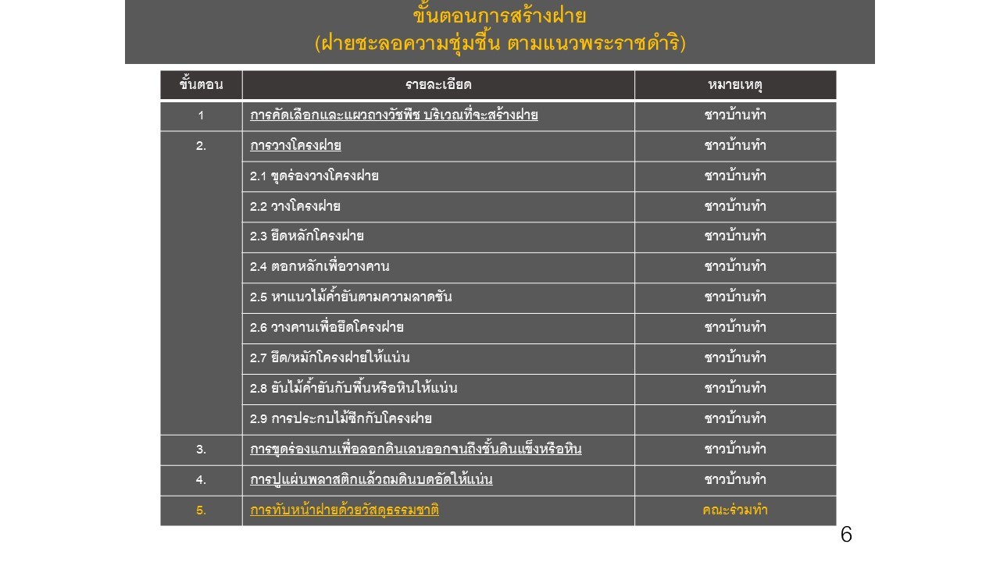 ขั้นตอนการสร้างฝาย
(ฝายชะลอความชุ่มชื้น ตามแนวพระราชดำริ)
ขั้นตอน รายละเอียด หมายเหตุ
1 การคัดเลือกและแผวถางวัชพืช บริเวณที่จะสร้างฝาย ชาวบ้านทำ
2. การวางโครงฝาย ชาวบ้านทำ
2.1 ขุดร่องวางโครงฝาย ชาวบ้านทำ
2.2 วางโครงฝาย ชาวบ้านทำ
2.3 ยึดหลักโครงฝาย ชาวบ้านทำ
2.4 ตอกหลักเพื่อวางคาน ชาวบ้านทำ
2.5 หาแนวไม้ค้ำยันตามความลาดชัน ชาวบ้านทำ
2.6 วางคานเพื่อยึดโครงฝาย ชาวบ้านทำ
2.7 ยึด/หมักโครงฝายให้แน่น ชาวบ้านทำ
2.8 ยันไม้ค้ำยันกับพื้นหรือหินให้แน่น ชาวบ้านทำ
2.9 การประกบไม้ซีกกับโครงฝาย ชาวบ้านทำ
3. การขุดร่องแกนเพื่อลอกดินเลนออกจนถึงชั้นดินแข็งหรือหิน ชาวบ้านทำ
4. การปูแผ่นพลาสติกแล้วถมดินบดอัดให้แน่น ชาวบ้านทำ
5. การทับหน้าฝายด้วยวัสดุธรรมชาติ คณะร่วมทำ
6